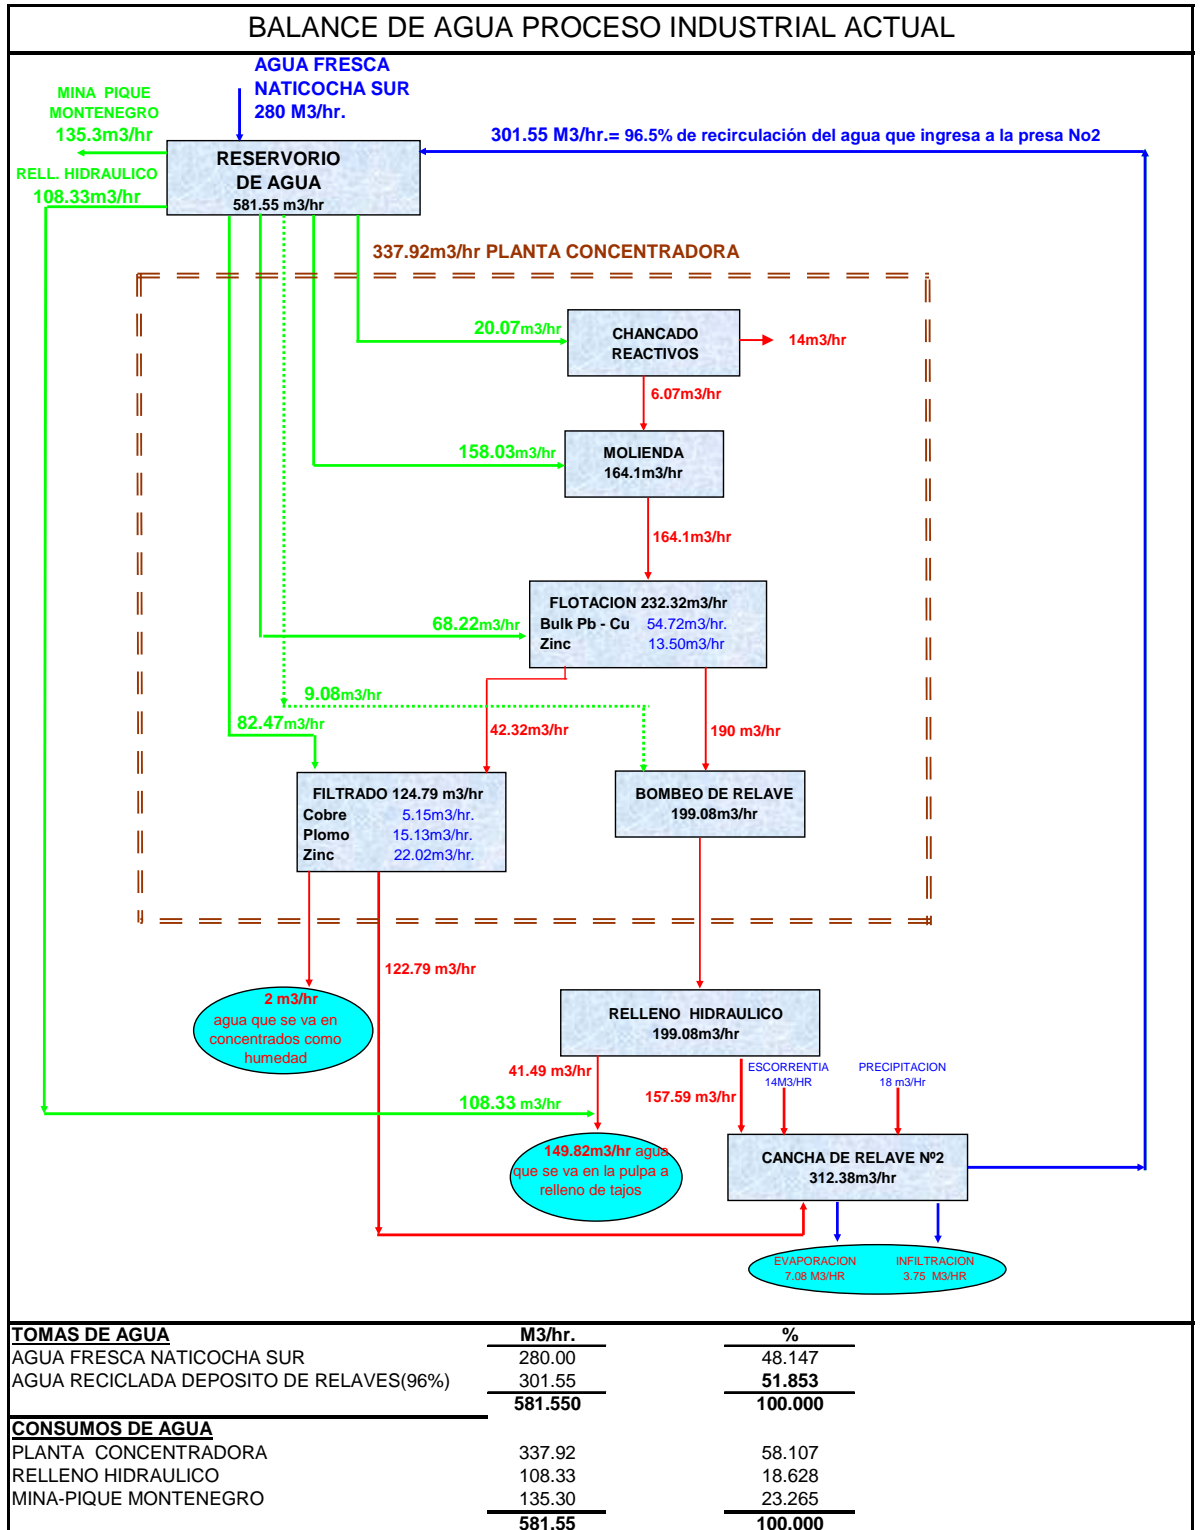 BALANCE DE AGUA PROCESO INDUSTRIAL ACTUAL
AGUA FRESCA
NATICOCHA SUR
280 M3/hr.
MINA PIQUE
MONTENEGRO
135.3m3/hr
301.55 M3/hr.= 96.5% de recirculación del agua que ingresa a la presa No2
RESERVORIO
DE AGUA
581.55 m3/hr
RELL. HIDRAULICO
108.33m3/hr
337.92m3/hr PLANTA CONCENTRADORA
20.07m3/hr
CHANCADO
REACTIVOS
14m3/hr
6.07m3/hr
158.03m3/hr
MOLIENDA
164.1m3/hr
164.1m3/hr
FLOTACION 232.32m3/hr
Bulk Pb - Cu 54.72m3/hr.
Zinc 13.50m3/hr
68.22m3/hr
9.08m3/hr
82.47m3/hr
42.32m3/hr
190 m3/hr
FILTRADO 124.79 m3/hr
Cobre 5.15m3/hr.
Plomo 15.13m3/hr.
Zinc 22.02m3/hr.
BOMBEO DE RELAVE
199.08m3/hr
122.79 m3/hr
2 m3/hr
agua que se va en
concentrados como
humedad
RELLENO HIDRAULICO
199.08m3/hr
41.49 m3/hr
ESCORRENTIA
14M3/HR
PRECIPITACION
18 m3/Hr
157.59 m3/hr
108.33 m3/hr
149.82m3/hr agua
que se va en la pulpa a
relleno de tajos
CANCHA DE RELAVE Nº2
312.38m3/hr
EVAPORACION
7.08 M3/HR
INFILTRACION
3.75 M3/HR
TOMAS DE AGUA M3/hr. %
AGUA FRESCA NATICOCHA SUR 280.00 48.147
AGUA RECICLADA DEPOSITO DE RELAVES(96%) 301.55 51.853
581.550 100.000
CONSUMOS DE AGUA
PLANTA CONCENTRADORA 337.92 58.107
RELLENO HIDRAULICO 108.33 18.628
MINA-PIQUE MONTENEGRO 135.30 23.265
581.55 100.000